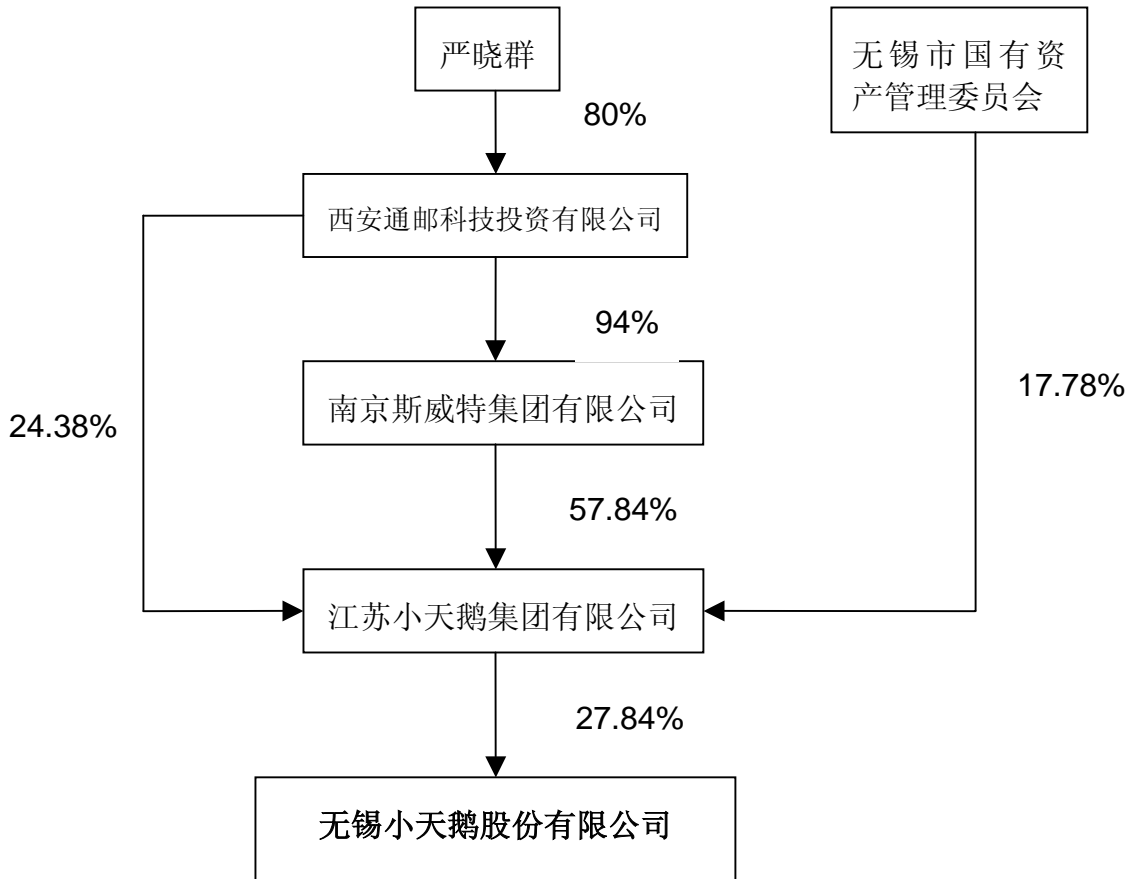 严晓群
无锡市国有资
产管理委员会
80%
西安通邮科技投资有限公司
94%
南京斯威特集团有限公司
17.78%
24.38%
57.84%
江苏小天鹅集团有限公司
27.84%
无锡小天鹅股份有限公司